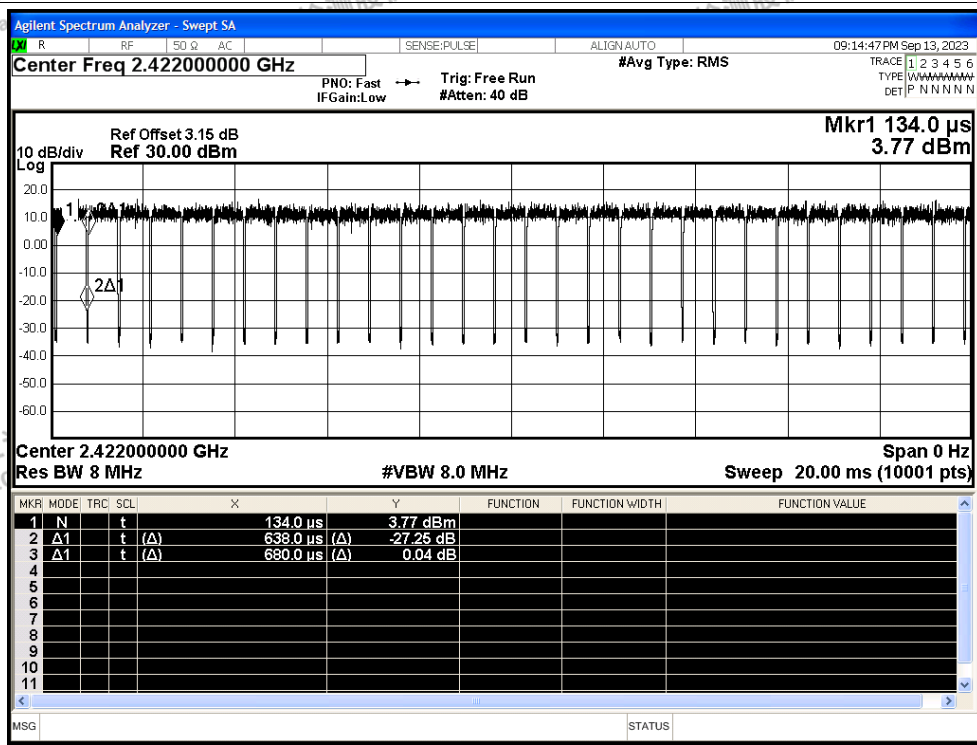 Agilent Spectrum Analyzer - Swept SA
LXI R RF 50 Ω AC SENSE:PULSE ALIGN AUTO 09:14:47 PM Sep 13, 2023
Center Freq 2.422000000 GHz
PNO: Fast
IFGain:Low
Trig: Free Run
#Atten: 40 dB
#Avg Type: RMS
TRACE 1 2 3 4 5 6
TYPE
DET P N N N N N
Mkr1 134.0 µs
3.77 dBm
Ref Offset 3.15 dB
10 dB/div Ref 30.00 dBm
Log
20.0
10.0
0.00
-10.0
-20.0
-30.0
-40.0
-50.0
-60.0
1
3Δ1
2Δ1
Center 2.422000000 GHz Span 0 Hz
Res BW 8 MHz #VBW 8.0 MHz Sweep 20.00 ms (10001 pts)
MKR MODE TRC SCL X Y FUNCTION FUNCTION WIDTH FUNCTION VALUE
1 N t 134.0 µs 3.77 dBm
2 Δ1 t (Δ) 638.0 µs (Δ) -27.25 dB
3 Δ1 t (Δ) 680.0 µs (Δ) 0.04 dB
4
5
6
7
8
9
10
11
MSG STATUS